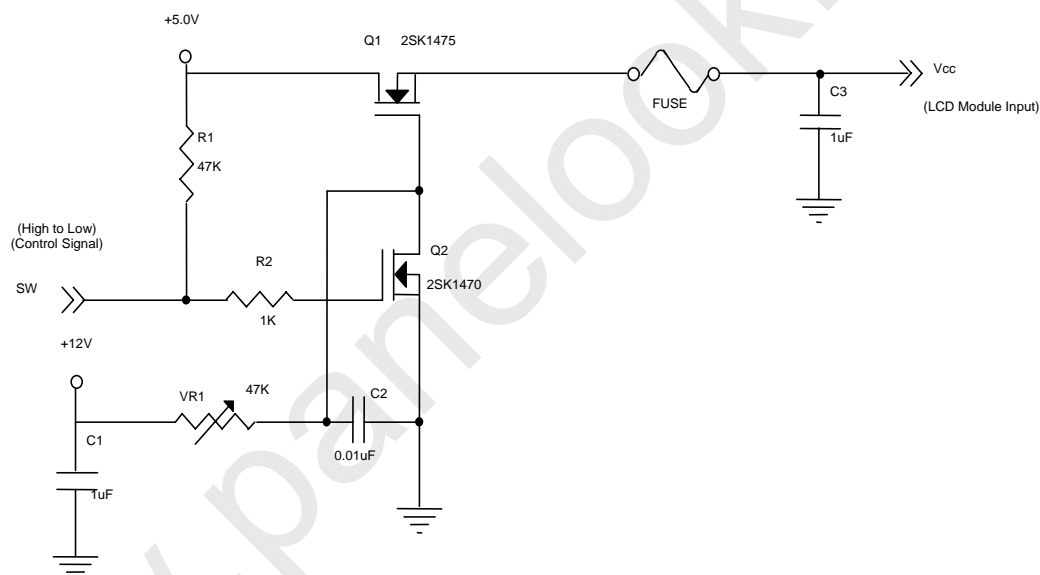 +5.0V
Q1 2SK1475
FUSE
C3
1uF
Vcc
(LCD Module Input)
R1
47K
(High to Low)
(Control Signal)
SW
R2
1K
Q2
2SK1470
+12V
VR1
47K
C1
1uF
C2
0.01uF
.panelook.